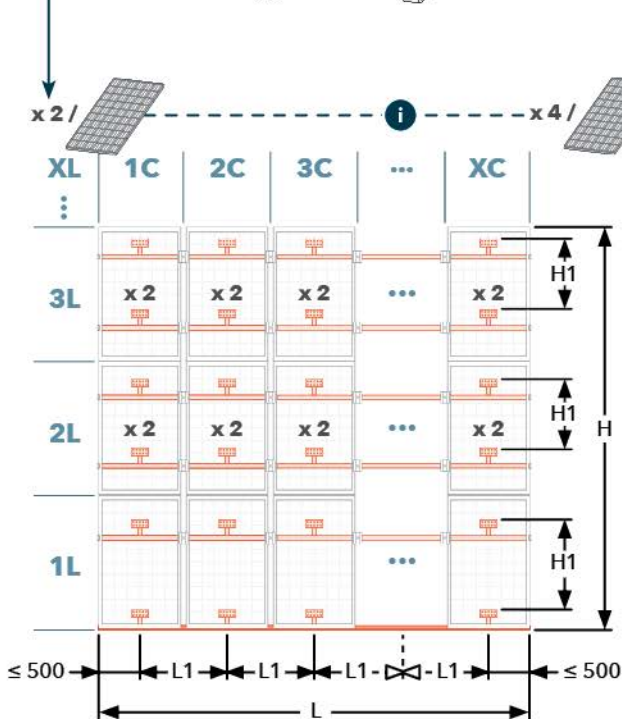 x 2 / i x 4 /
XL 1C 2C 3C ... XC
⋮
H1
3L x 2 x 2 x 2 ... x 2
H1
2L x 2 x 2 x 2 ... x 2 H
H1
1L ...
≤ 500 L1 L1 L1 L1 ≤ 500
L